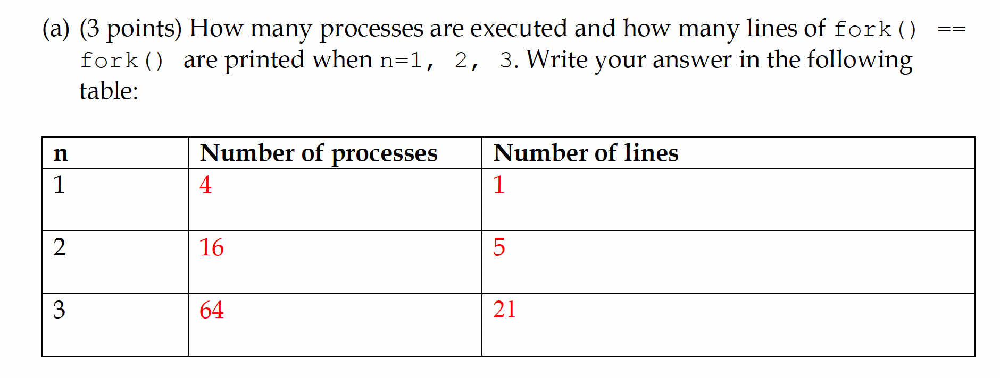 (a) (3 points) How many processes are executed and how many lines of fork() ==
fork() are printed when n=1, 2, 3. Write your answer in the following
table:
n Number of processes Number of lines
1 4 1
2 16 5
3 64 21